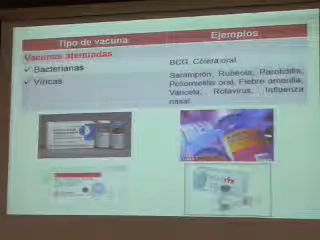 Tipo de vacuna
Ejemplos
Vacunas atenuadas
✓ Bacterianas
✓ Víricas
BCG, Cólera oral
Sarampión, Rubéola, Parotiditis,
Poliomielitis oral, Fiebre amarilla,
Varicela, Rotavirus, Influenza
nasal